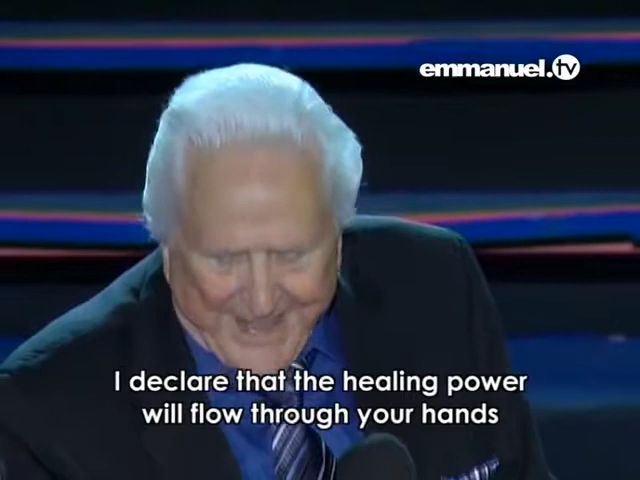 emmanuel.tv
I declare that the healing power
will flow through your hands